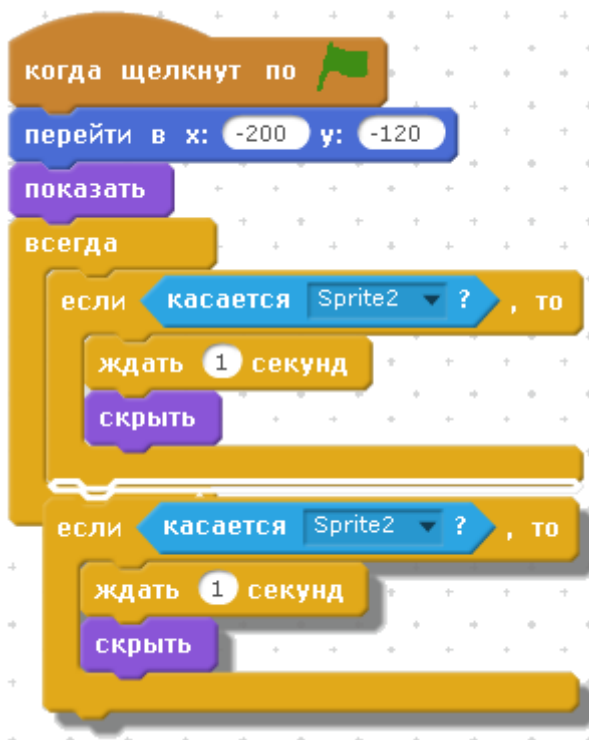 когда щелкнут по
перейти в x: -200 y: -120
показать
всегда
если касается Sprite2 ? , то
ждать 1 секунд
скрыть
если касается Sprite2 ? , то
ждать 1 секунд
скрыть